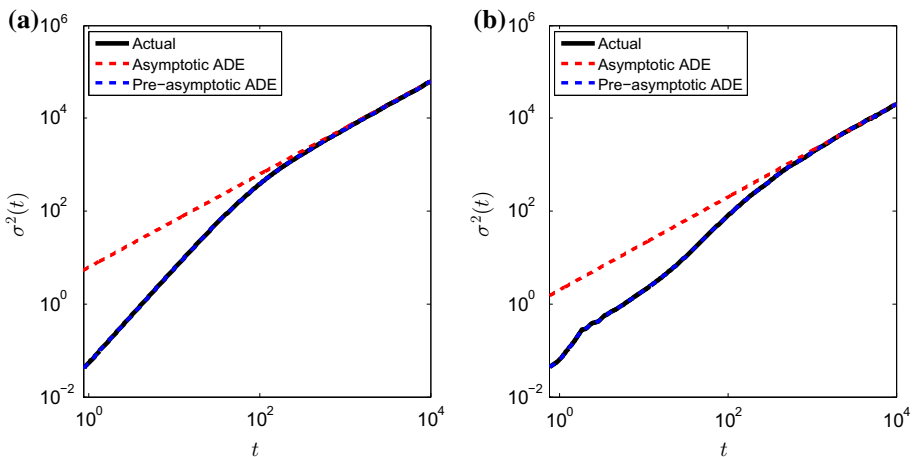 (a)
10^6
10^4
10^2
10^0
10^-2
σ^2(t)
Actual
Asymptotic ADE
Pre-asymptotic ADE
10^0
10^2
10^4
t
(b)
10^6
10^4
10^2
10^0
10^-2
σ^2(t)
Actual
Asymptotic ADE
Pre-asymptotic ADE
10^0
10^2
10^4
t